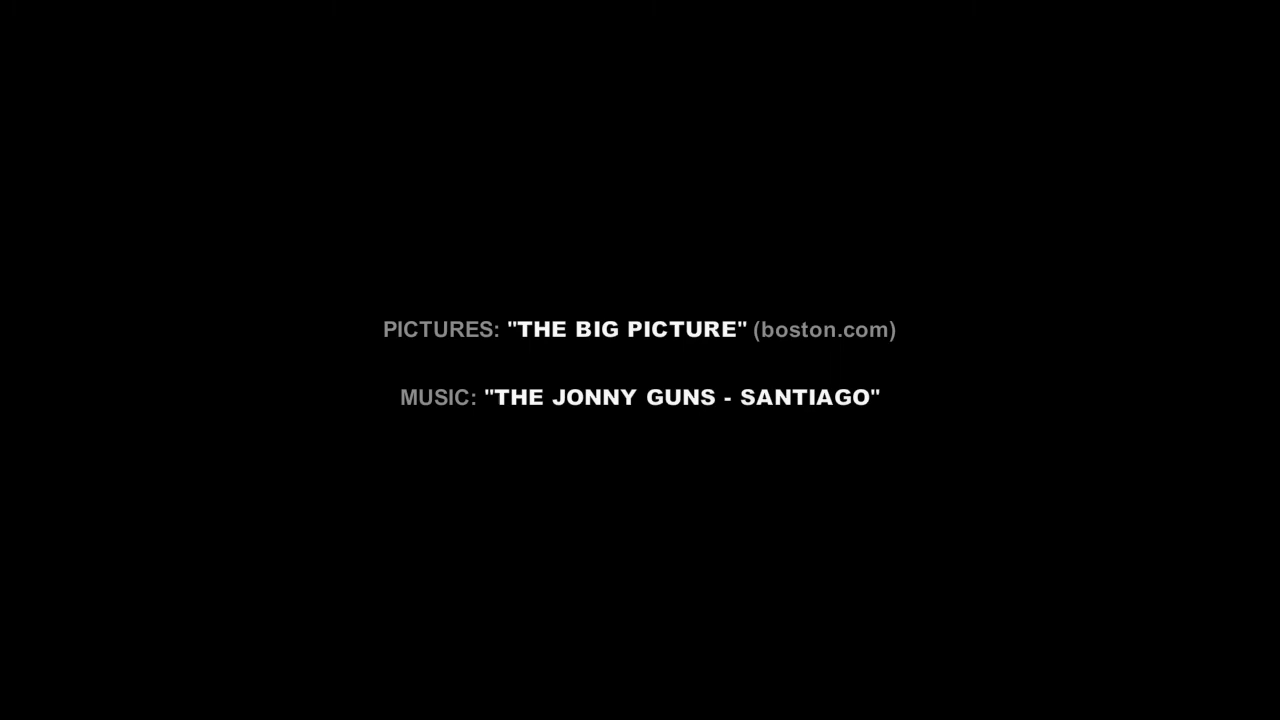 PICTURES: "THE BIG PICTURE" (boston.com)
MUSIC: "THE JONNY GUNS - SANTIAGO"